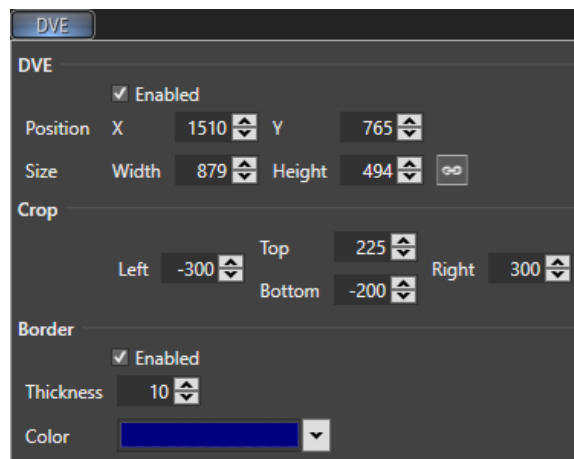 DVE
DVE
Enabled
Position X 1510 Y 765
Size Width 879 Height 494
Crop
Left -300 Top 225 Right 300
Bottom -200
Border
Enabled
Thickness 10
Color